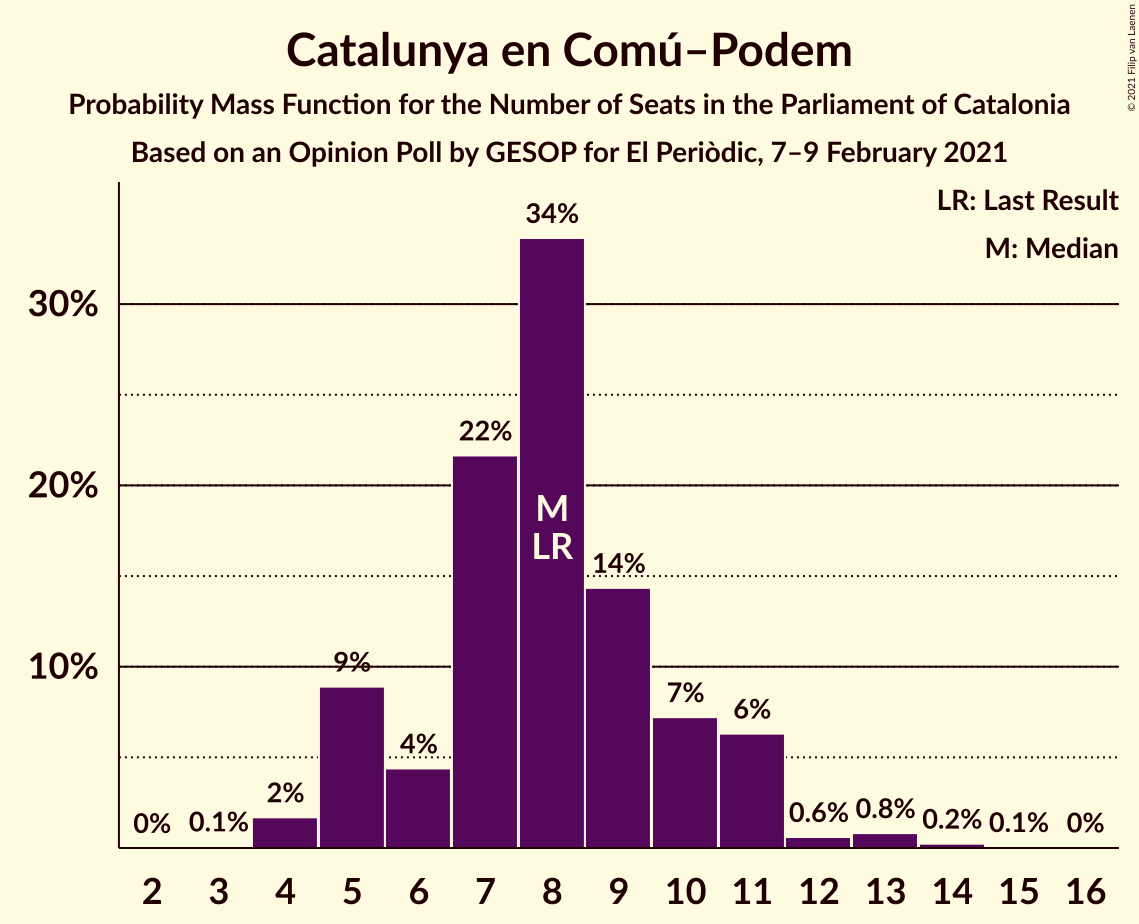 Catalunya en Comú–Podem
Probability Mass Function for the Number of Seats in the Parliament of Catalonia
Based on an Opinion Poll by GESOP for El Periòdic, 7–9 February 2021
© 2021 Filip van Laenen
LR: Last Result
M: Median
34%
30%
22%
20%
M
LR
14%
10%
9%
7%
6%
4%
2%
0%
0.1%
0.6%
0.8%
0.2%
0.1%
0%
2 3 4 5 6 7 8 9 10 11 12 13 14 15 16